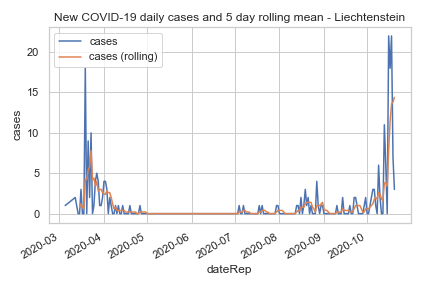 New COVID-19 daily cases and 5 day rolling mean - Liechtenstein
cases
cases (rolling)
20
15
10
5
0
cases
2020-03
2020-04
2020-05
2020-06
2020-07
2020-08
2020-09
2020-10
dateRep